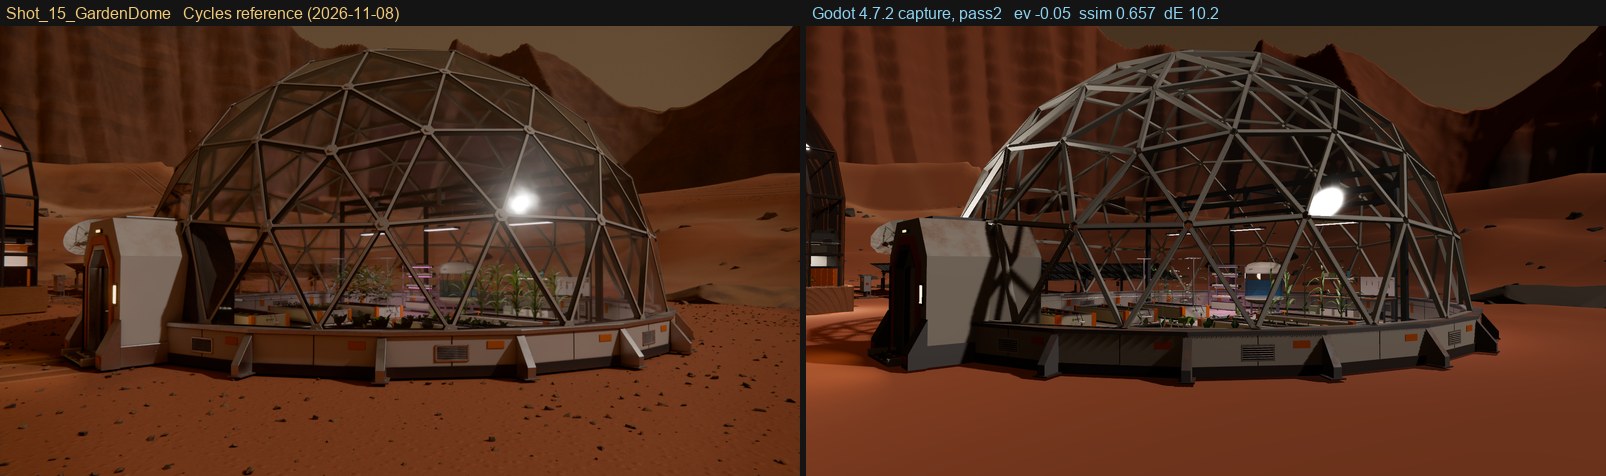 Shot_15_GardenDome Cycles reference (2026-11-08)
Godot 4.7.2 capture, pass2 ev -0.05 ssim 0.657 dE 10.2